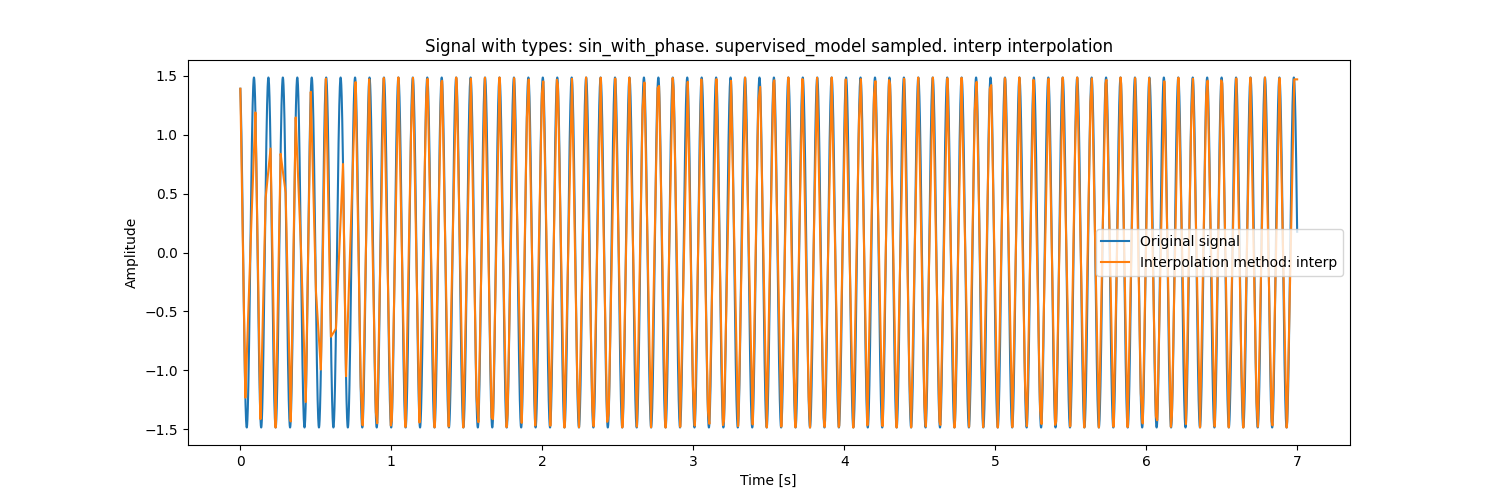 Signal with types: sin_with_phase. supervised_model sampled. interp interpolation
1.5
1.0
0.5
0.0
−0.5
−1.0
−1.5
Amplitude
Original signal
Interpolation method: interp
0 1 2 3 4 5 6 7
Time [s]